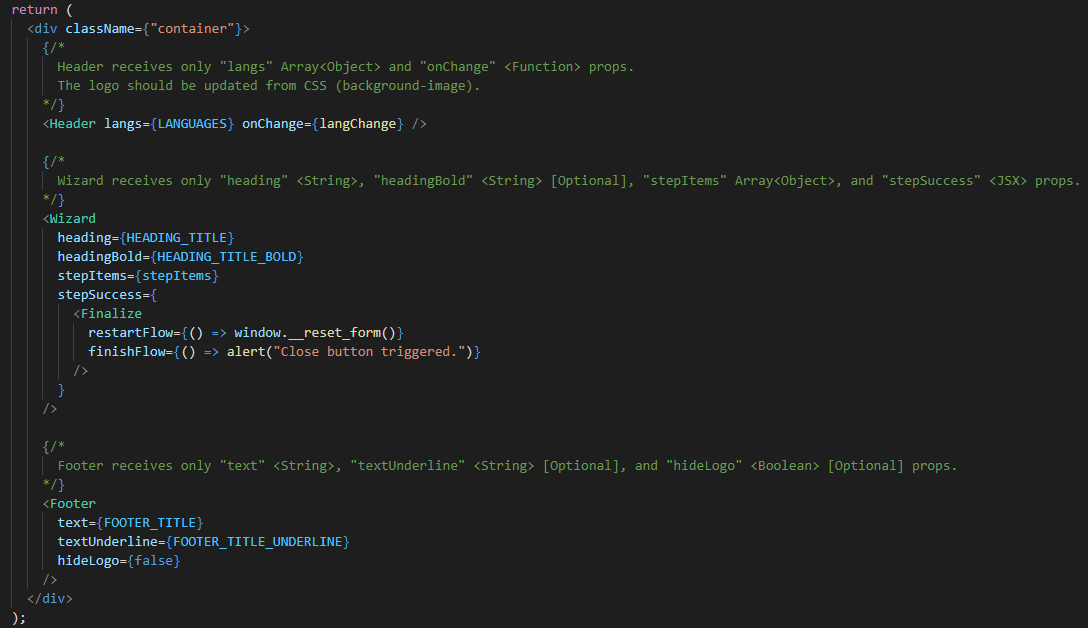 return (
<div className={"container"}>
{/*
Header receives only "langs" Array<Object> and "onChange" <Function> props.
The logo should be updated from CSS (background-image).
*/}
<Header langs={LANGUAGES} onChange={langChange} />
{/*
Wizard receives only "heading" <String>, "headingBold" <String> [Optional], "stepItems" Array<Object>, and "stepSuccess" <JSX> props.
*/}
<Wizard
heading={HEADING_TITLE}
headingBold={HEADING_TITLE_BOLD}
stepItems={stepItems}
stepSuccess={
<Finalize
restartFlow={() => window.__reset_form()}
finishFlow={() => alert("Close button triggered.")}
/>
}
/>
{/*
Footer receives only "text" <String>, "textUnderline" <String> [Optional], and "hideLogo" <Boolean> [Optional] props.
*/}
<Footer
text={FOOTER_TITLE}
textUnderline={FOOTER_TITLE_UNDERLINE}
hideLogo={false}
/>
</div>
);